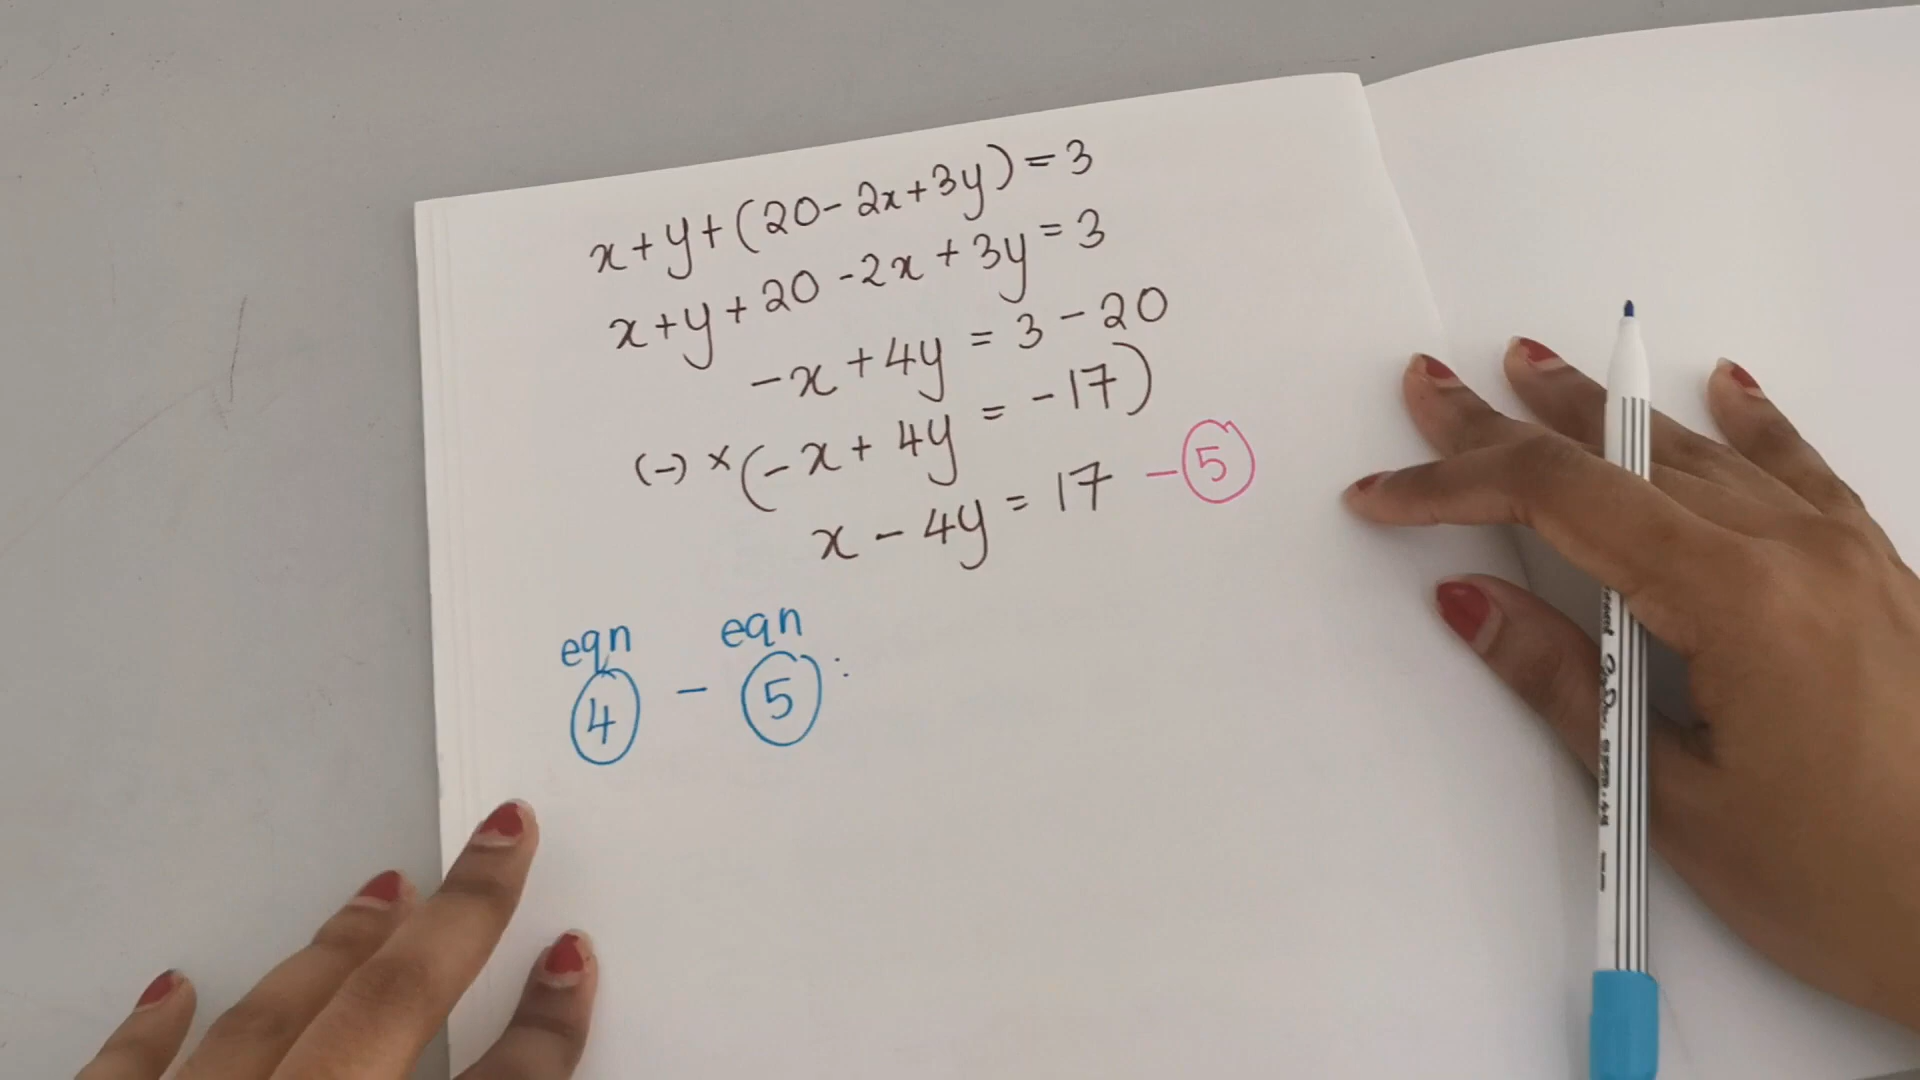 x+y+(20-2x+3y)=3
x+y+20-2x+3y=3
-x+4y=3-20
(-)×(-x+4y=-17)
x-4y=17 -⑤
eqn eqn
④ - ⑤: